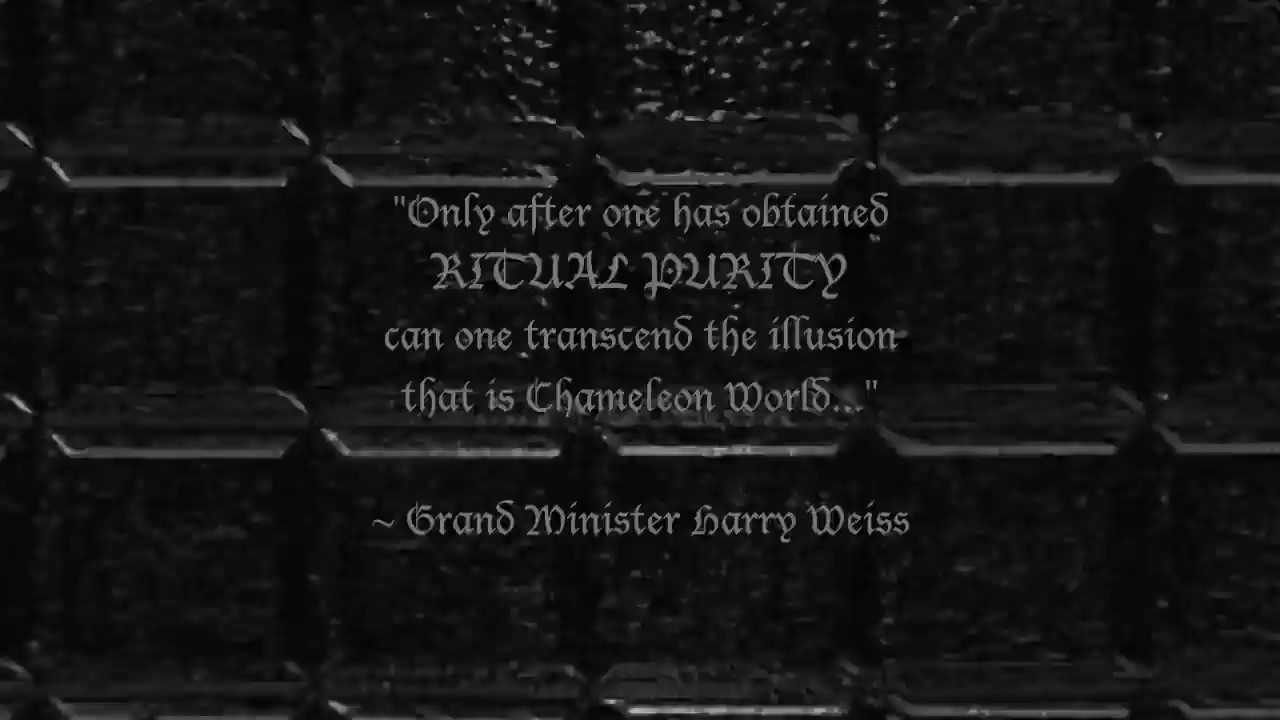 "Only after one has obtained
RITUAL PURITY
can one transcend the illusion
that is Chameleon World..."
~ Grand Minister Harry Weiss